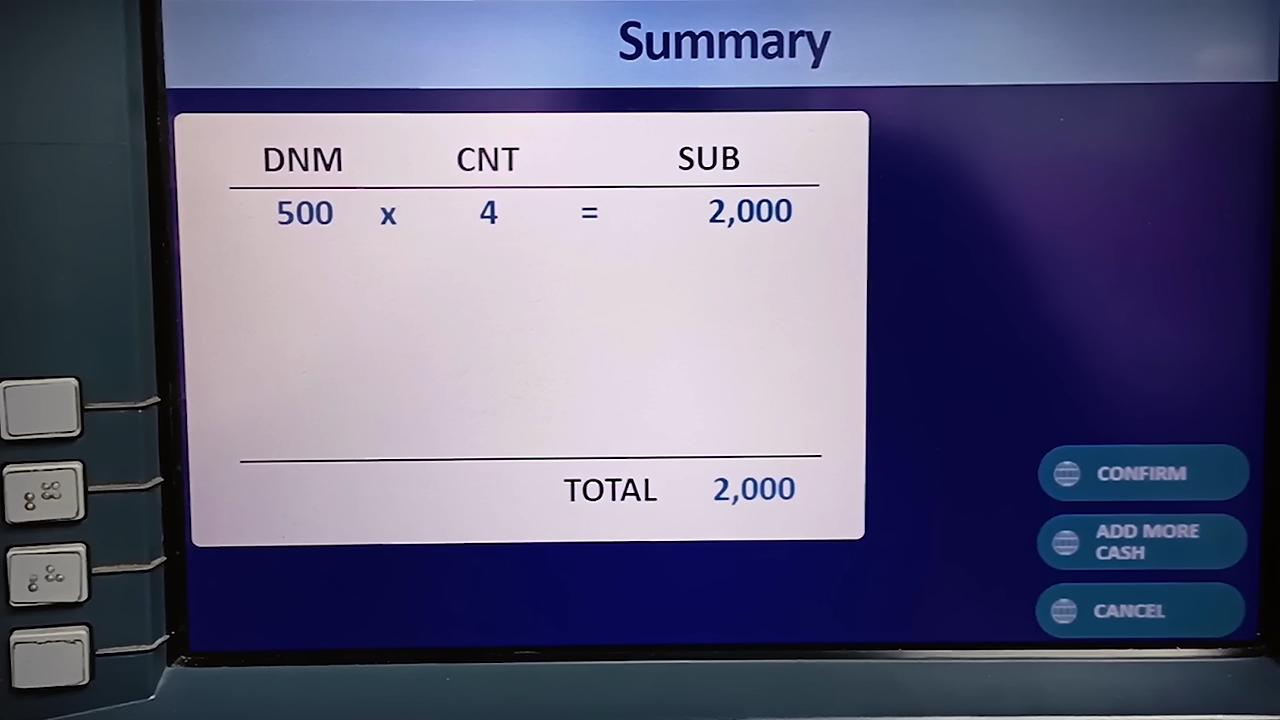 Summary
DNM CNT SUB
500 x 4 = 2,000
TOTAL 2,000
CONFIRM
ADD MORE
CASH
CANCEL